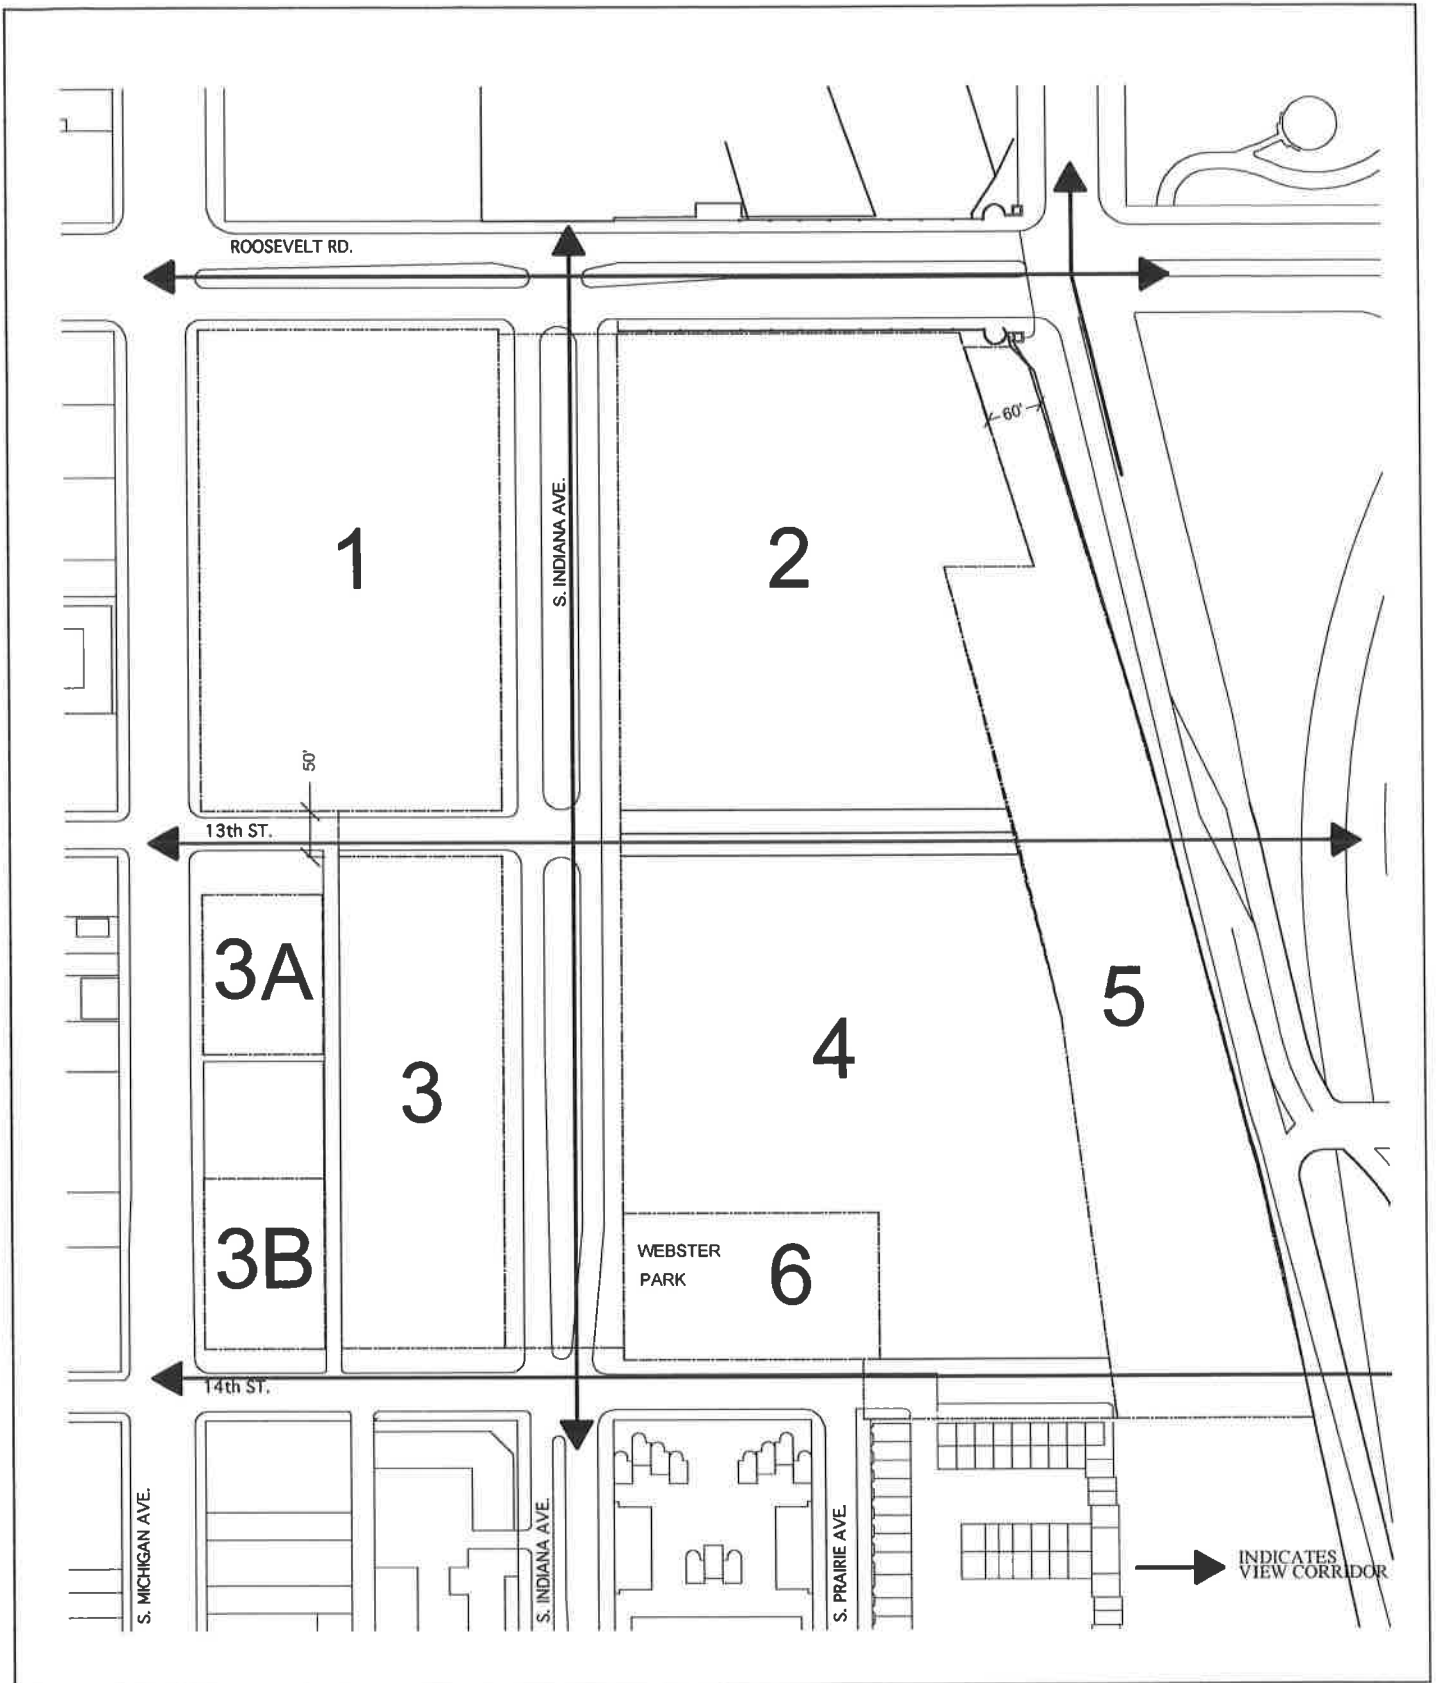 ROOSEVELT RD.
60'
S. INDIANA AVE.
1
2
50'
13th ST.
3A
3
4
5
3B
WEBSTER
PARK
6
14th ST.
S. MICHIGAN AVE.
S. INDIANA AVE.
S. PRAIRIE AVE.
INDICATES
VIEW CORRIDOR